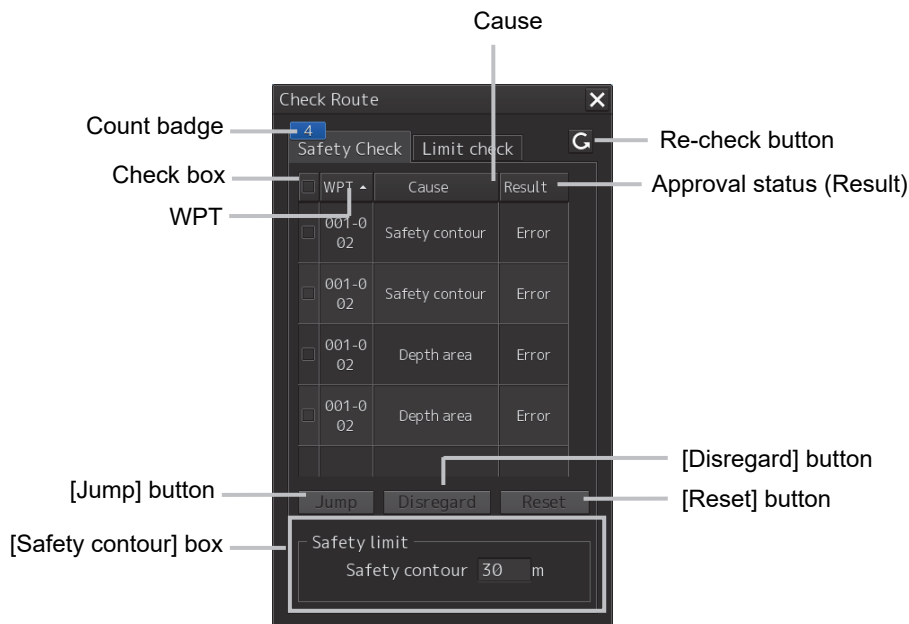 Cause
Check Route
Count badge
4
Safety Check
Limit check
Re-check button
Check box
WPT
Cause
Result
Approval status (Result)
WPT
001-0
02
Safety contour
Error
001-0
02
Safety contour
Error
001-0
02
Depth area
Error
001-0
02
Depth area
Error
[Disregard] button
[Jump] button
Jump
Disregard
Reset
[Reset] button
[Safety contour] box
Safety limit
Safety contour 30 m